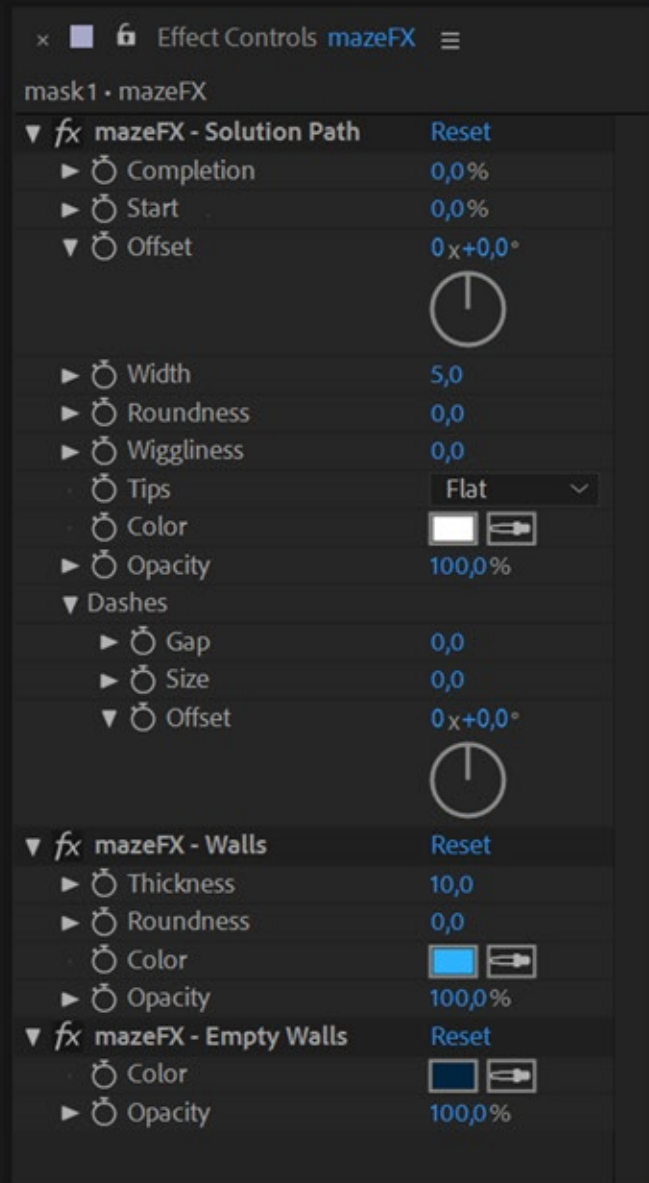 × Effect Controls mazeFX ≡
mask1 • mazeFX
fx mazeFX - Solution Path Reset
Completion 0,0%
Start 0,0%
Offset 0x+0,0°
Width 5,0
Roundness 0,0
Wiggliness 0,0
Tips Flat
Color
Opacity 100,0%
Dashes
Gap 0,0
Size 0,0
Offset 0x+0,0°
fx mazeFX - Walls Reset
Thickness 10,0
Roundness 0,0
Color
Opacity 100,0%
fx mazeFX - Empty Walls Reset
Color
Opacity 100,0%